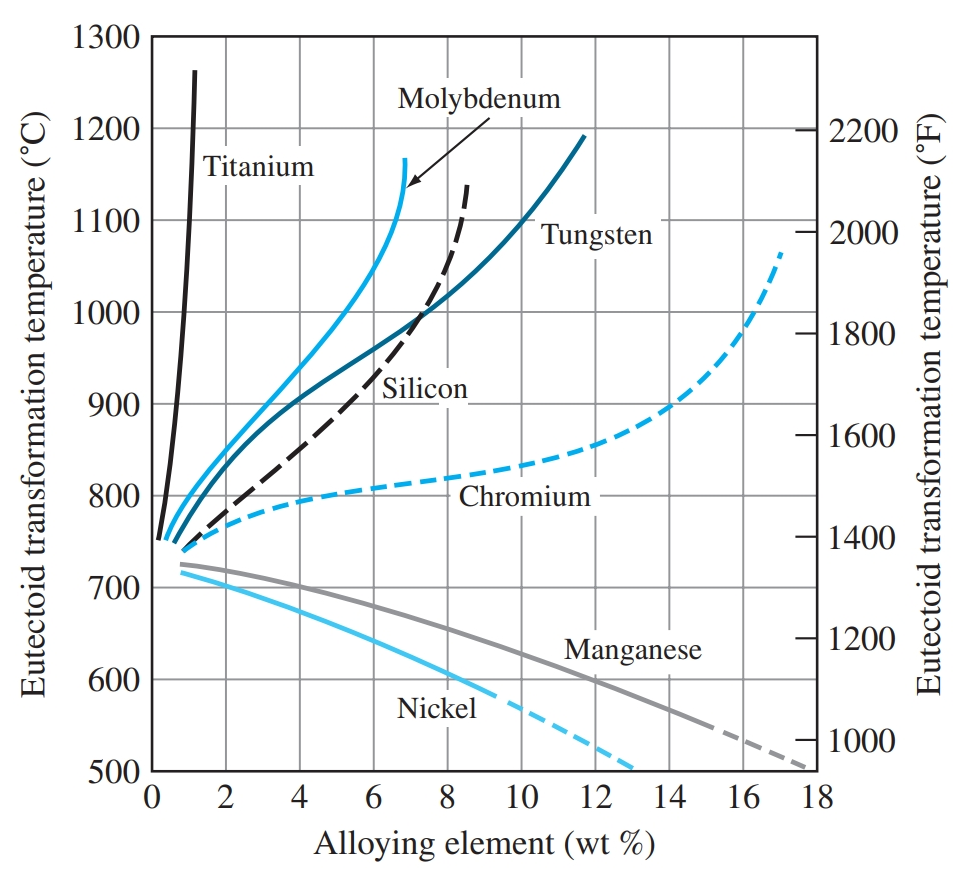 1300
1200
1100
1000
900
800
700
600
500
Eutectoid transformation temperature (°C)
Molybdenum
Titanium
Tungsten
Silicon
Chromium
Manganese
Nickel
2200
2000
1800
1600
1400
1200
1000
Eutectoid transformation temperature (°F)
0 2 4 6 8 10 12 14 16 18
Alloying element (wt %)